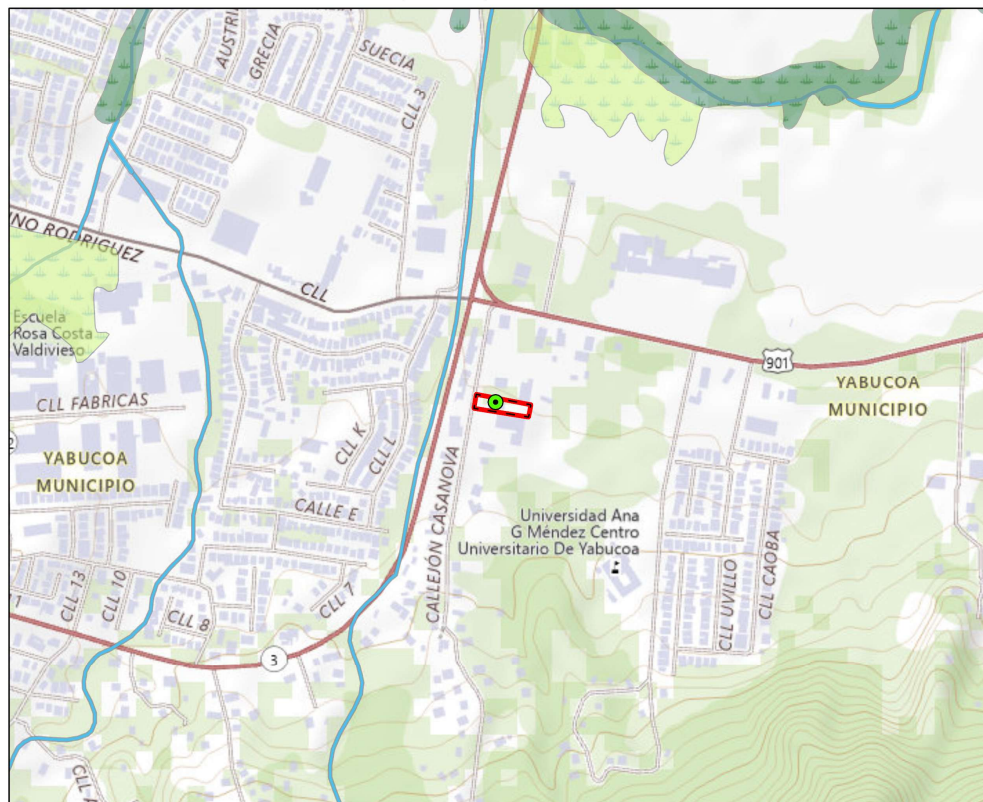 AUSTRI
GRECIA
SUECIA
CLL 3
INO RODRIGUEZ
CLL
Escuela
Rosa Costa
Valdivieso
901
YABUCOA
MUNICIPIO
CLL FABRICAS
CLL K
CLL L
YABUCOA
MUNICIPIO
CALLE E
CALLEJÓN CASANOVA
Universidad Ana
G Méndez Centro
Universitario De Yabucoa
CLL 13
CLL 10
CLL 8
CLL 7
CLL UVILLO
CLL CAOBA
3